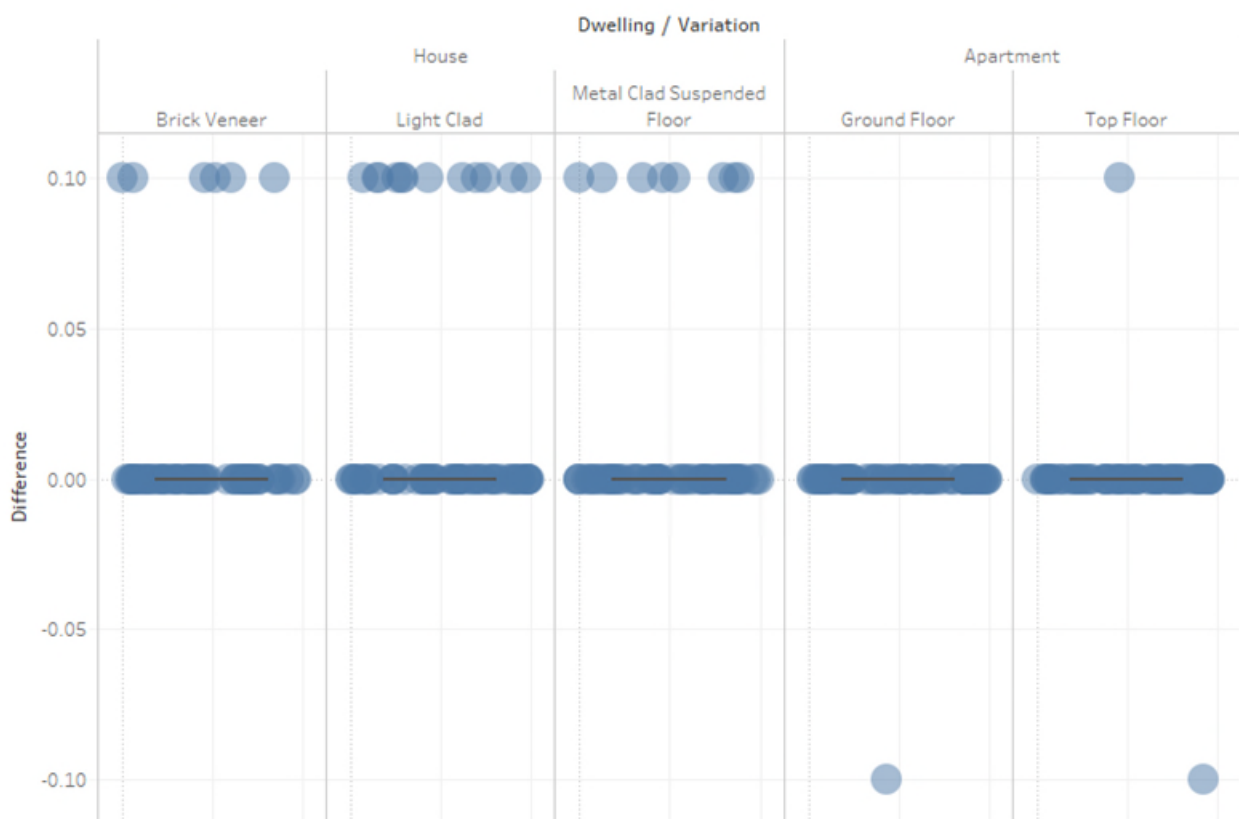 Dwelling / Variation
House
Apartment
Brick Veneer
Light Clad
Metal Clad Suspended
Floor
Ground Floor
Top Floor
0.10
0.05
0.00
-0.05
-0.10
Difference